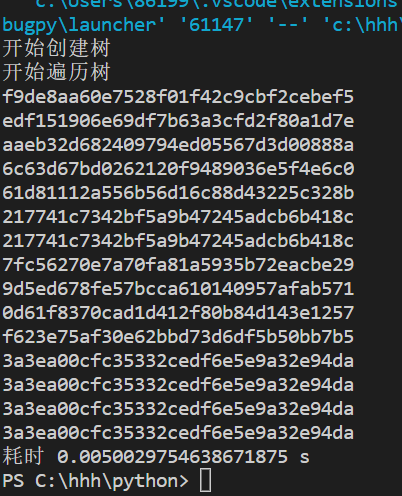 c:\Users\86199\.vscode\extensions
bugpy\launcher' '61147' '--' 'c:\hhh\
开始创建树
开始遍历树
f9de8aa60e7528f01f42c9cbf2cebef5
edf151906e69df7b63a3cfd2f80a1d7e
aaeb32d682409794ed05567d3d00888a
6c63d67bd0262120f9489036e5f4e6c0
61d81112a556b56d16c88d43225c328b
217741c7342bf5a9b47245adcb6b418c
217741c7342bf5a9b47245adcb6b418c
7fc56270e7a70fa81a5935b72eacbe29
9d5ed678fe57bcca610140957afab571
0d61f8370cad1d412f80b84d143e1257
f623e75af30e62bbd73d6df5b50bb7b5
3a3ea00cfc35332cedf6e5e9a32e94da
3a3ea00cfc35332cedf6e5e9a32e94da
3a3ea00cfc35332cedf6e5e9a32e94da
3a3ea00cfc35332cedf6e5e9a32e94da
耗时 0.0050029754638671875 s
PS C:\hhh\python>